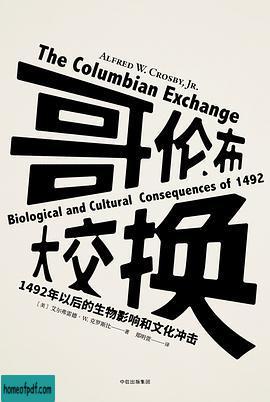 ALFRED W. CROSBY, JR.
The Columbian Exchange
哥伦布
Biological and Cultural Consequences of 1492
大交换
1492年以后的生物影响和文化冲击
[美] 艾尔弗雷德·W. 克罗斯比——著
郑明萱——译
中信出版集团
homeofpdf.com